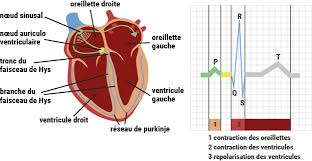 oreillette droite
nœud sinusal
nœud auriculo
ventriculaire
tronc du
faisceau de Hys
branche du
faisceau de Hys
ventricule droit
réseau de purkinje
oreillette
gauche
ventricule
gauche
R
P
T
Q
S
1
2
3
1 contraction des oreillettes
2 contraction des ventricules
3 repolarisation des ventricules